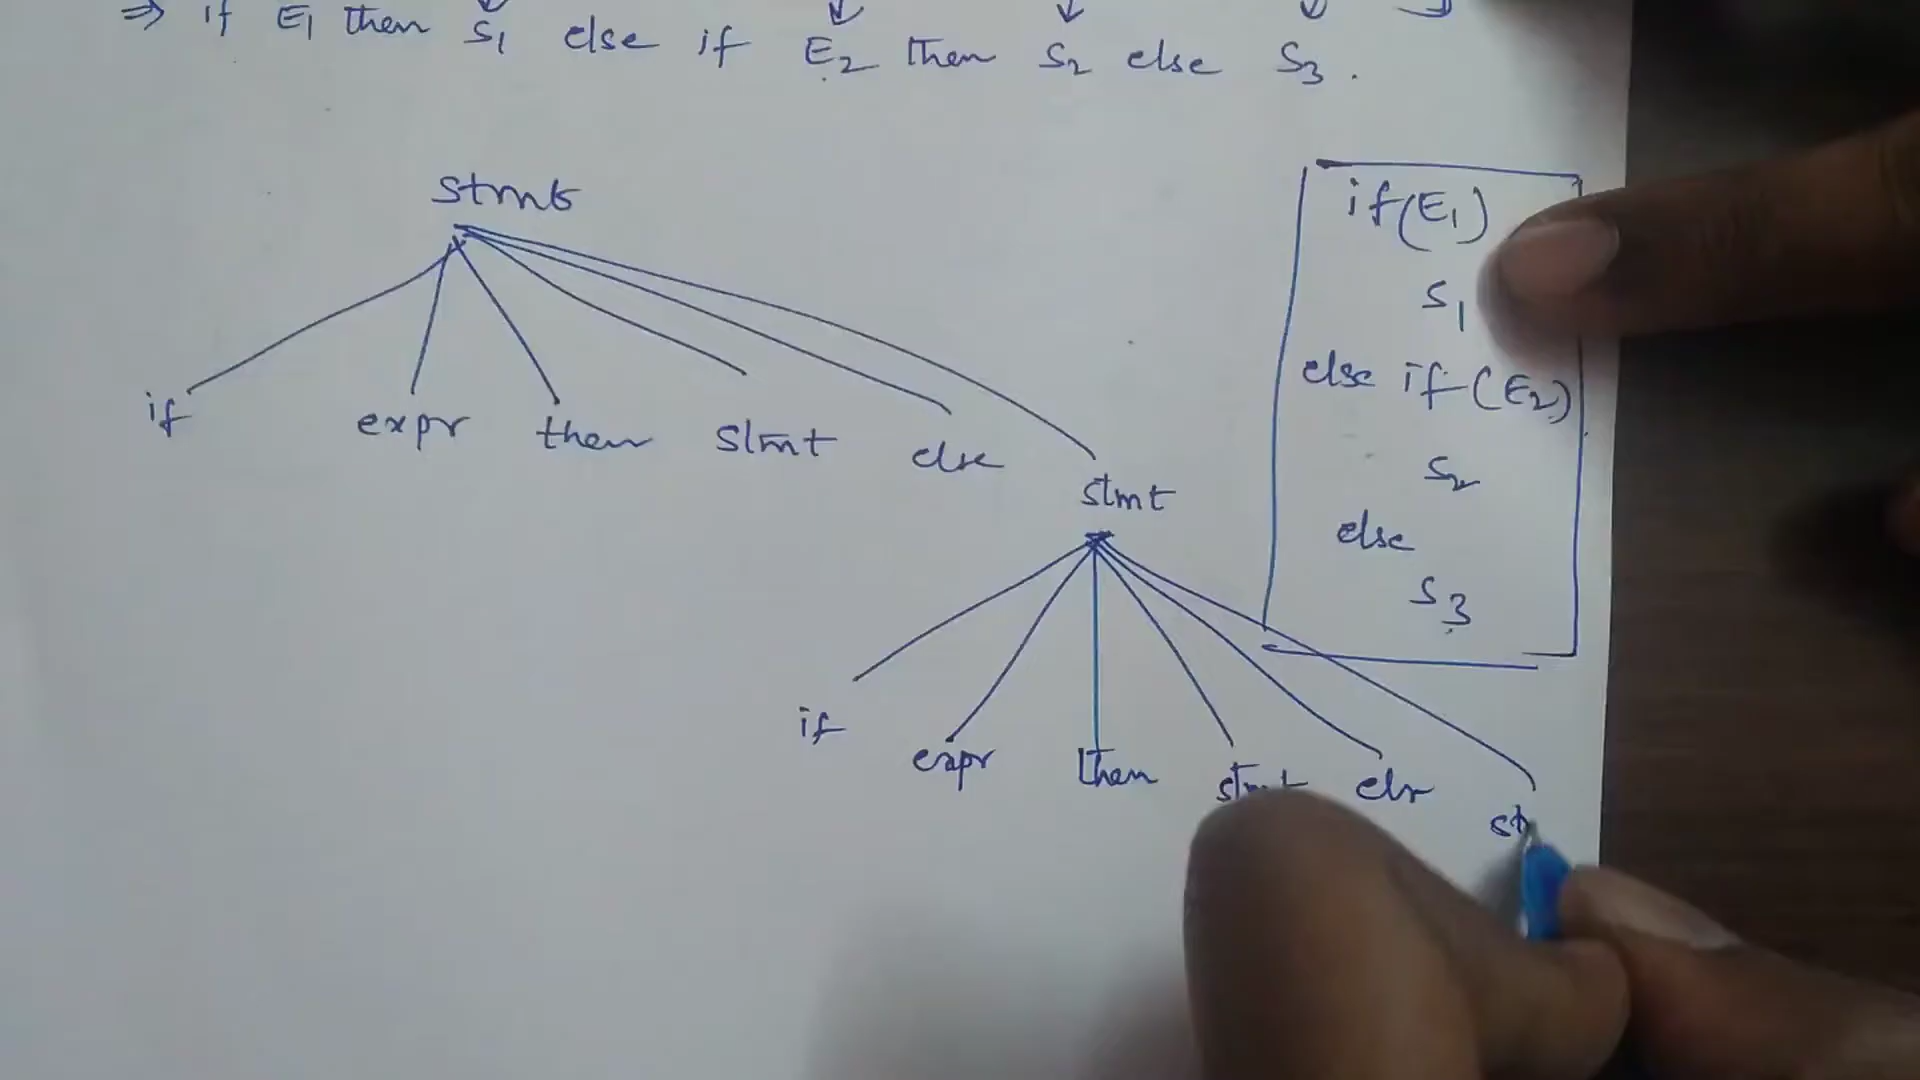 ⇒ if E1 then S1 else if E2 then S2 else S3.
stmt
if expr then stmt else
stmt
if expr then stmt else
if(E1)
S1
else if (E2)
S2
else
S3